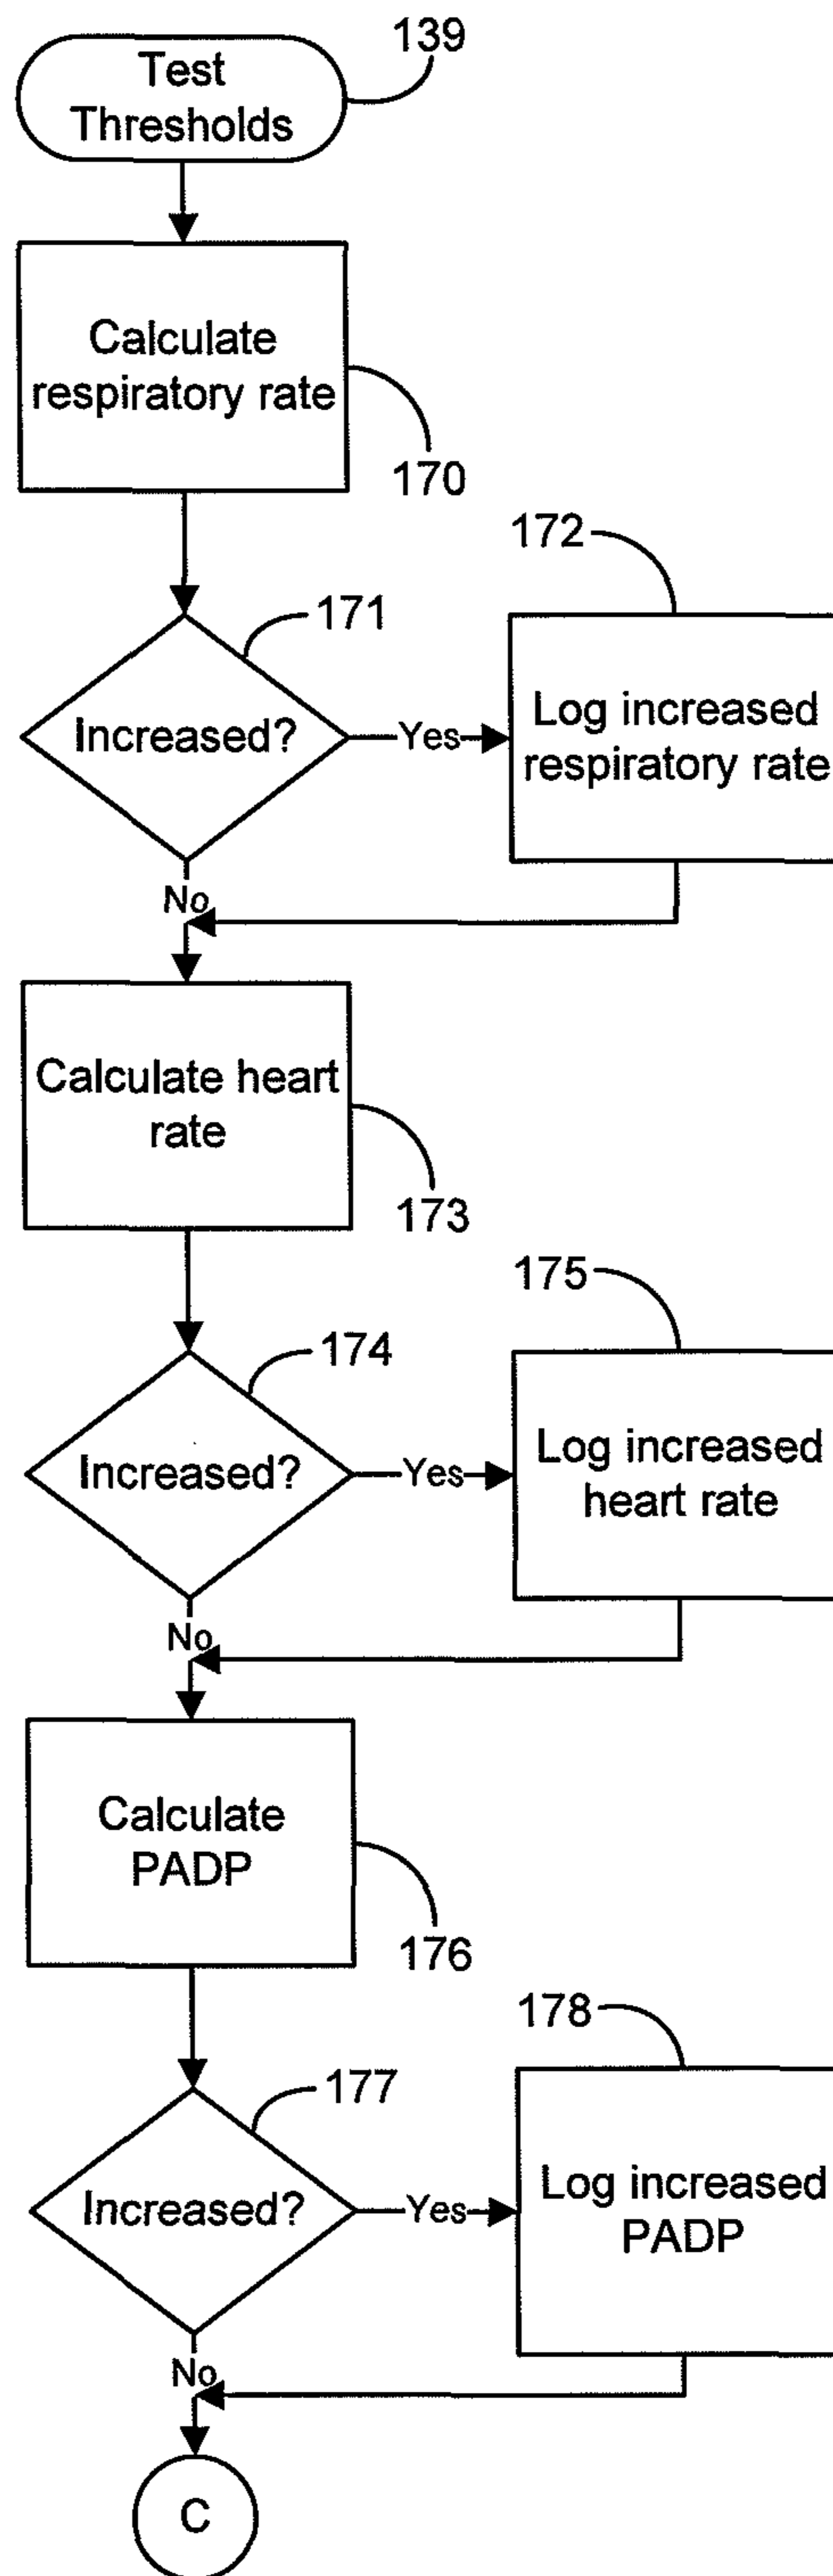 139
Test
Thresholds
Calculate
respiratory rate
170
172
171
Increased?
Yes
Log increased
respiratory rate
No
Calculate heart
rate
173
175
174
Increased?
Yes
Log increased
heart rate
No
Calculate
PADP
176
178
177
Increased?
Yes
Log increased
PADP
No
C